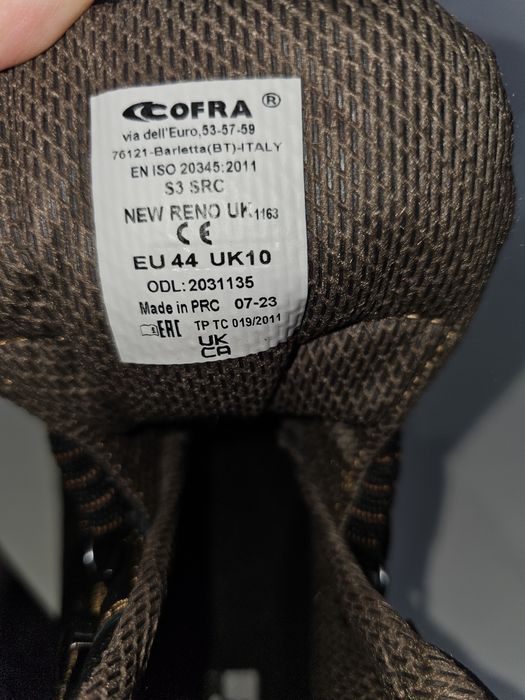 COFRA ®
via dell'Euro,53-57-59
76121-Barletta(BT)-ITALY
EN ISO 20345:2011
S3 SRC
NEW RENO UK 1163
CE
EU 44 UK10
ODL: 2031135
Made in PRC 07-23
EAC TP TC 019/2011
UK
CA